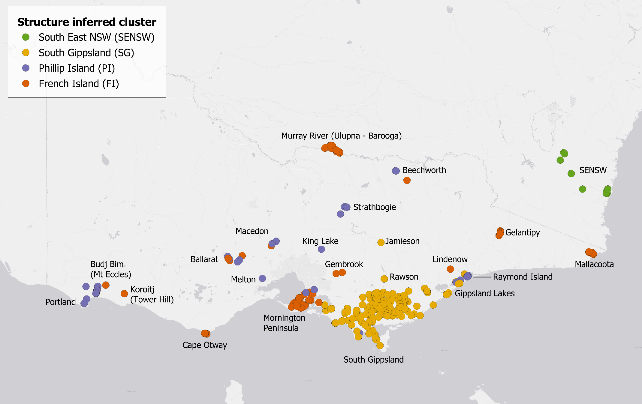 Structure inferred cluster
South East NSW (SENSW)
South Gippsland (SG)
Phillip Island (PI)
French Island (FI)
Murray River (Ulupna - Barooga)
Beechworth
SENSW
Strathbogie
Macedon
King Lake
Jamieson
Gelantipy
Ballarat
Gembrook
Lindenow
Mallacoota
Budj Bim
(Mt Eccles)
Melton
Rawson
Raymond Island
Portland
Koroitj
(Tower Hill)
Gippsland Lakes
Mornington
Peninsula
Cape Otway
South Gippsland